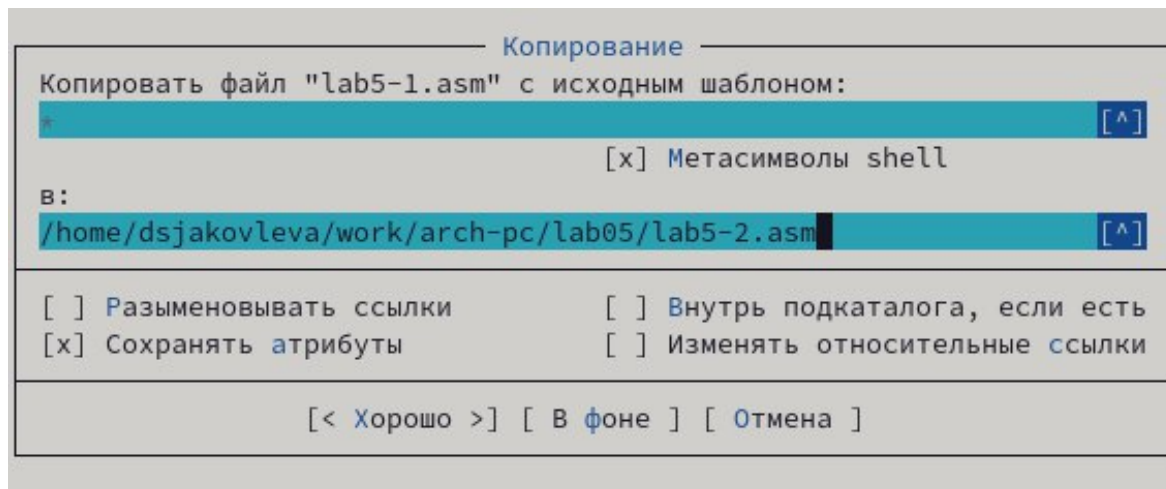 Копирование
Копировать файл "lab5-1.asm" с исходным шаблоном:
* [^]
[x] Метасимволы shell
в:
/home/dsjakovleva/work/arch-pc/lab05/lab5-2.asm [^]
[ ] Разыменовывать ссылки [ ] Внутрь подкаталога, если есть
[x] Сохранять атрибуты [ ] Изменять относительные ссылки
[< Хорошо >] [ В фоне ] [ Отмена ]